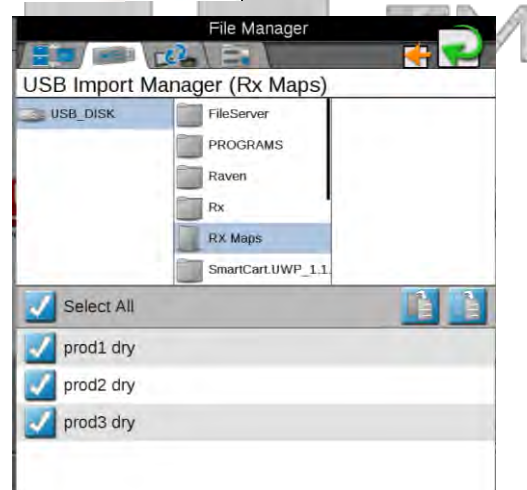 File Manager
USB Import Manager (Rx Maps)
USB_DISK
FileServer
PROGRAMS
Raven
Rx
RX Maps
SmartCart.UWP_1.1.
Select All
prod1 dry
prod2 dry
prod3 dry